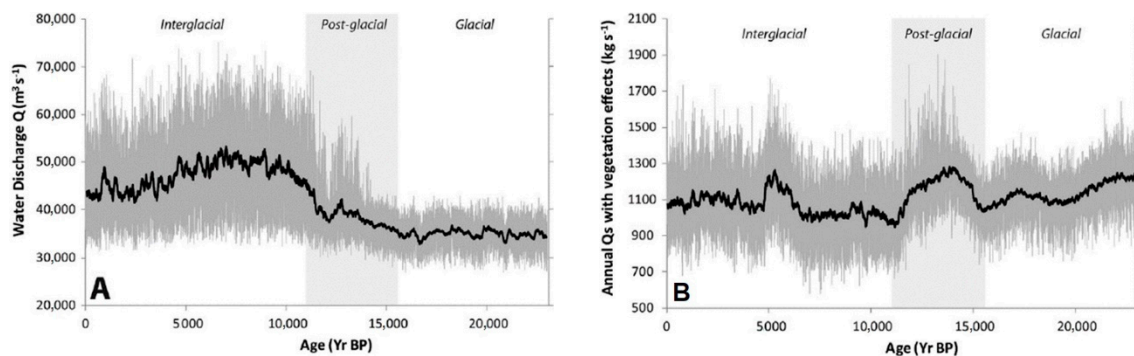 Interglacial Post-glacial Glacial
80,000
70,000
60,000
50,000
40,000
30,000
20,000
Water Discharge Q (m³ s⁻¹)
A
0 5000 10,000 15,000 20,000
Age (Yr BP)
Interglacial Post-glacial Glacial
2100
1900
1700
1500
1300
1100
900
700
500
Annual Qs with vegetation effects (kg s⁻¹)
B
0 5000 10,000 15,000 20,000
Age (Yr BP)